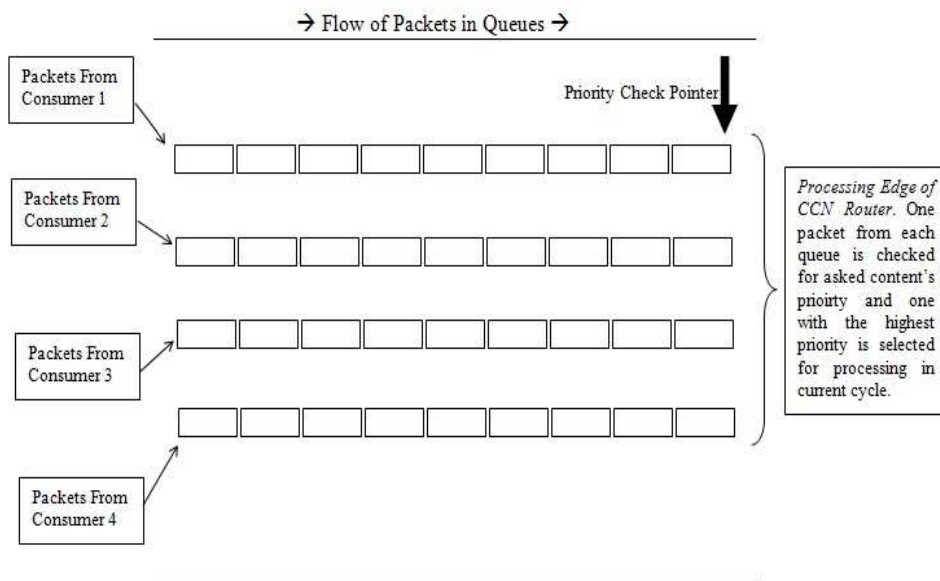 → Flow of Packets in Queues →
Packets From
Consumer 1
Priority Check Pointer
Packets From
Consumer 2
Packets From
Consumer 3
Packets From
Consumer 4
Processing Edge of
CCN Router. One
packet from each
queue is checked
for asked content's
prioirty and one
with the highest
priority is selected
for processing in
current cycle.